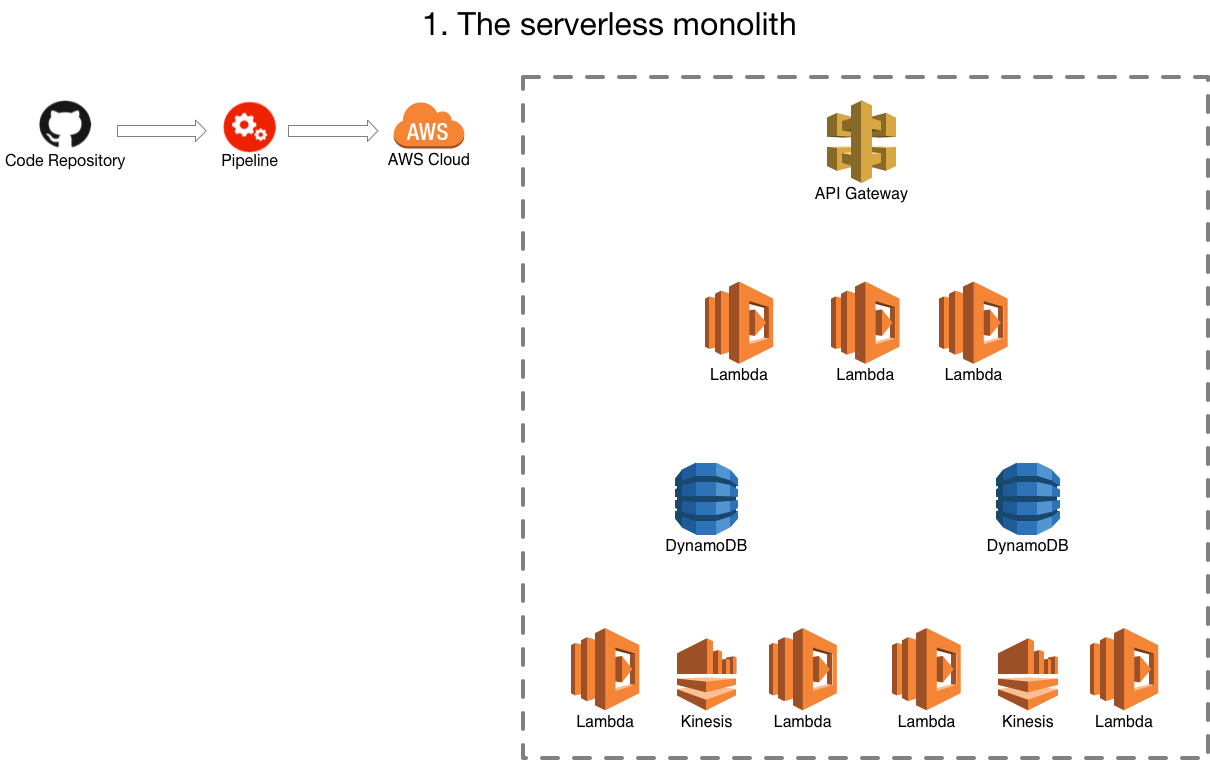 1. The serverless monolith
AWS
Code Repository
Pipeline
AWS Cloud
API Gateway
Lambda
Lambda
Lambda
DynamoDB
DynamoDB
Lambda
Kinesis
Lambda
Lambda
Kinesis
Lambda